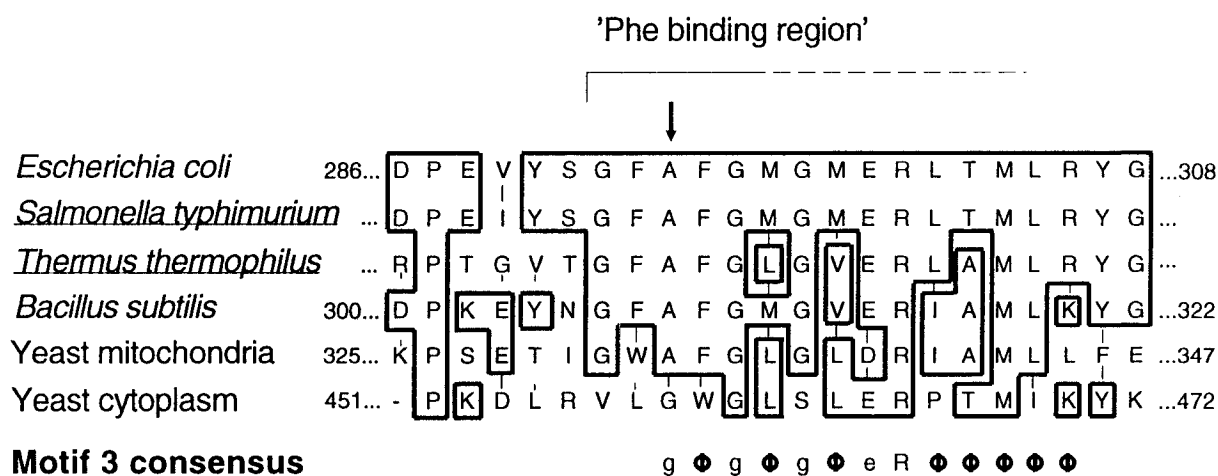 'Phe binding region'
Escherichia coli 286... D P E V Y S G F A F G M G M E R L T M L R Y G ...308
Salmonella typhimurium ... D P E I Y S G F A F G M G M E R L T M L R Y G ...
Thermus thermophilus ... R P T G V T G F A F G L G V E R L A M L R Y G ...
Bacillus subtilis 300... D P K E Y N G F A F G M G V E R I A M L K Y G ...322
Yeast mitochondria 325... K P S E T I G W A F G L G L D R I A M L L F E ...347
Yeast cytoplasm 451... - P K D L R V L G W G L S L E R P T M I K Y K ...472
Motif 3 consensus g Φ g Φ g Φ e R Φ Φ Φ Φ Φ